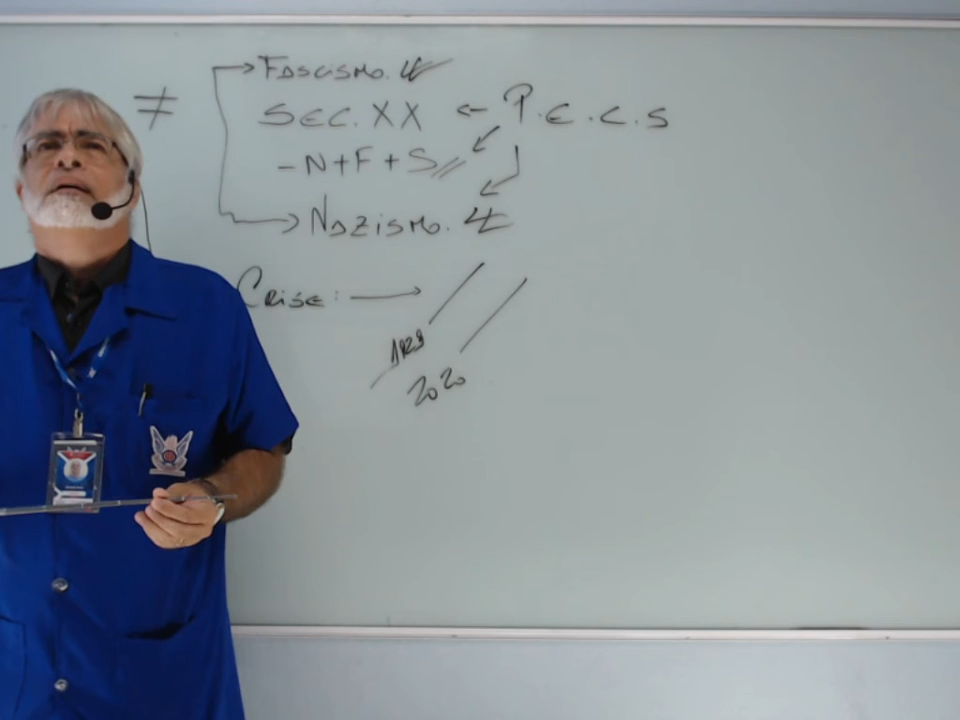 ≠ → Fascismo.
SEC. XX ← P.E.C.S
- N + F + S
→ Nazismo.
Crise: →
1929
2020